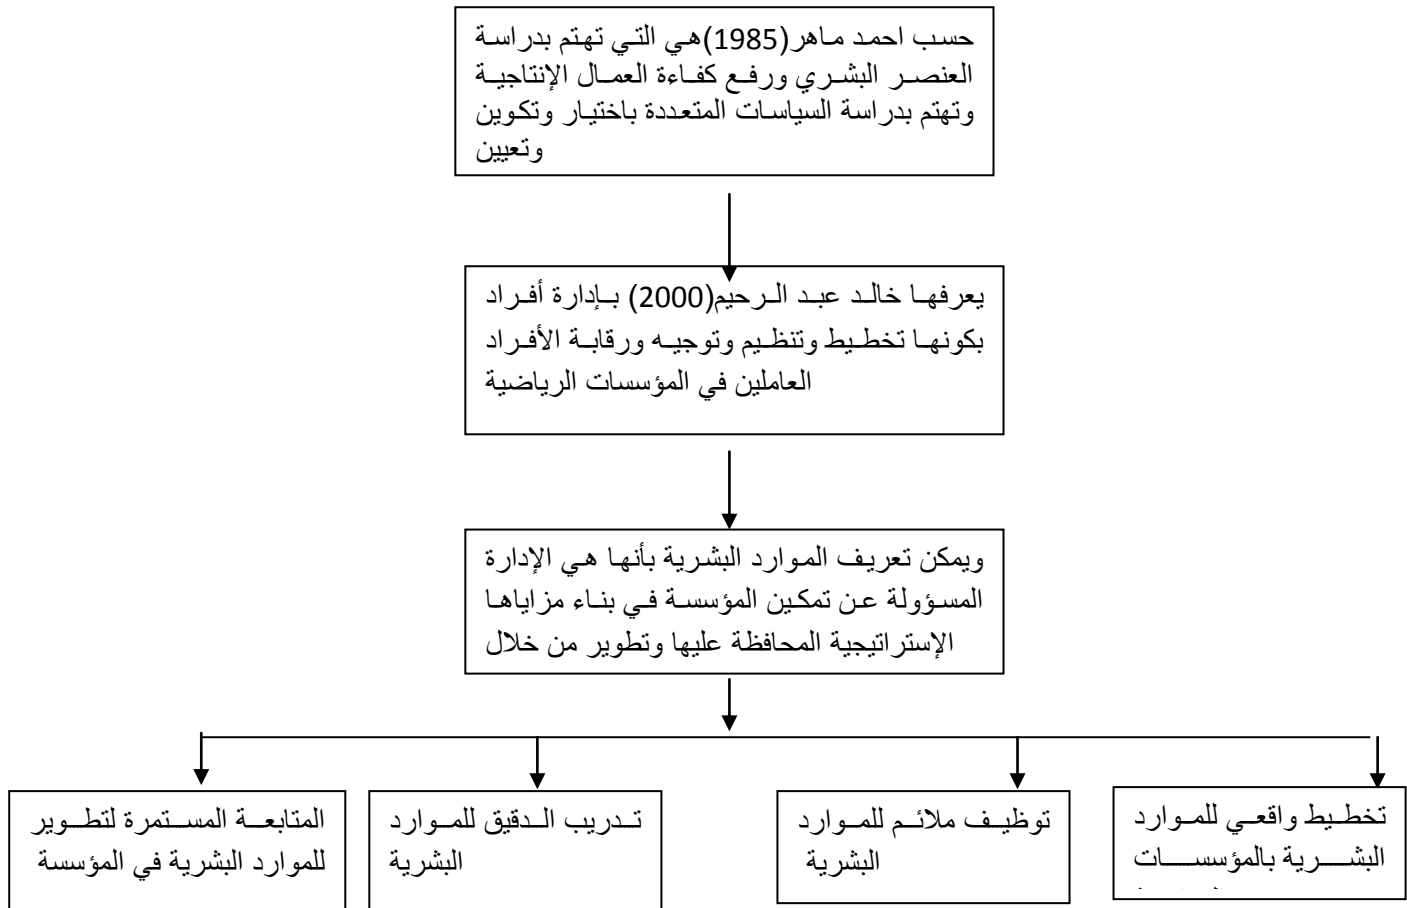 حسب احمد ماهر(1985)هي التي تهتم بدراسة
العنصر البشري ورفع كفاءة العمال الإنتاجية
وتهتم بدراسة السياسات المتعددة باختيار وتكوين
وتعيين
يعرفها خالد عبد الرحيم(2000) بإدارة أفراد
بكونها تخطيط وتنظيم وتوجيه ورقابة الأفراد
العاملين في المؤسسات الرياضية
ويمكن تعريف الموارد البشرية بأنها هي الإدارة
المسؤولة عن تمكين المؤسسة في بناء مزاياها
الإستراتيجية المحافظة عليها وتطوير من خلال
تخطيط واقعي للموارد
البشرية بالمؤسسات
توظيف ملائم للموارد
البشرية
تدريب الدقيق للموارد
البشرية
المتابعة المستمرة لتطوير
للموارد البشرية في المؤسسة